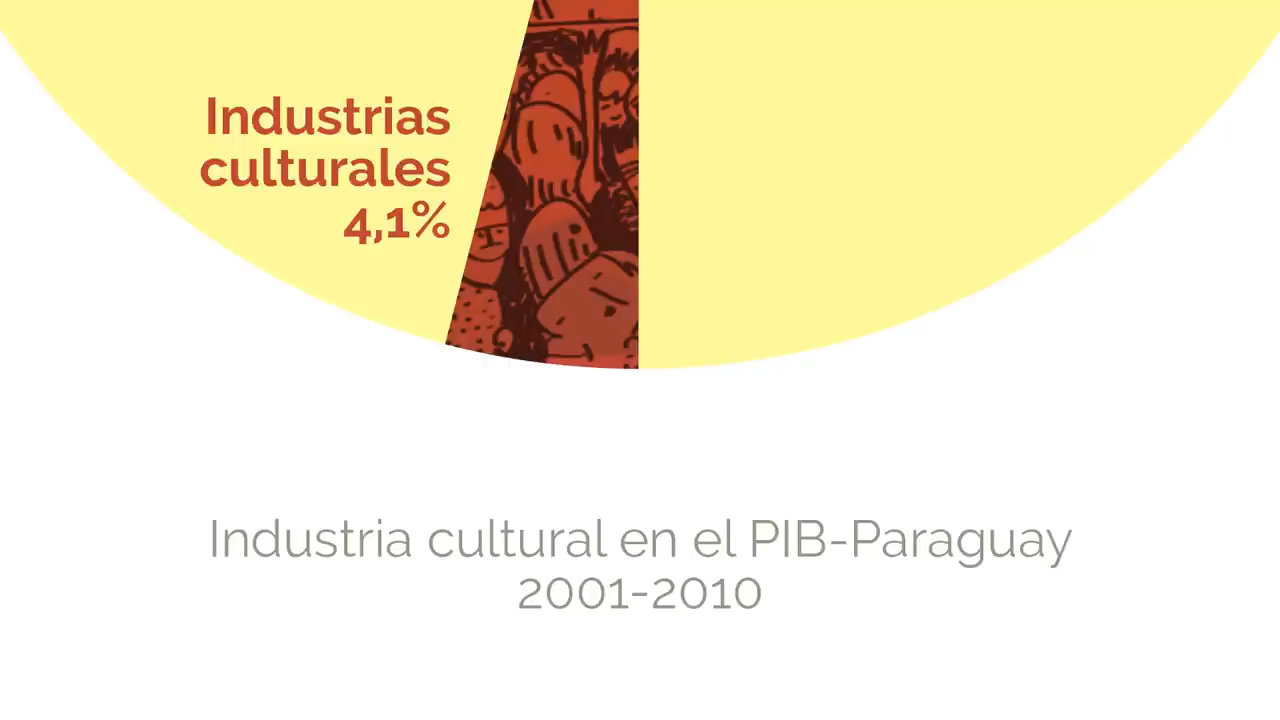 Industrias
culturales
4,1%
Industria cultural en el PIB-Paraguay
2001-2010